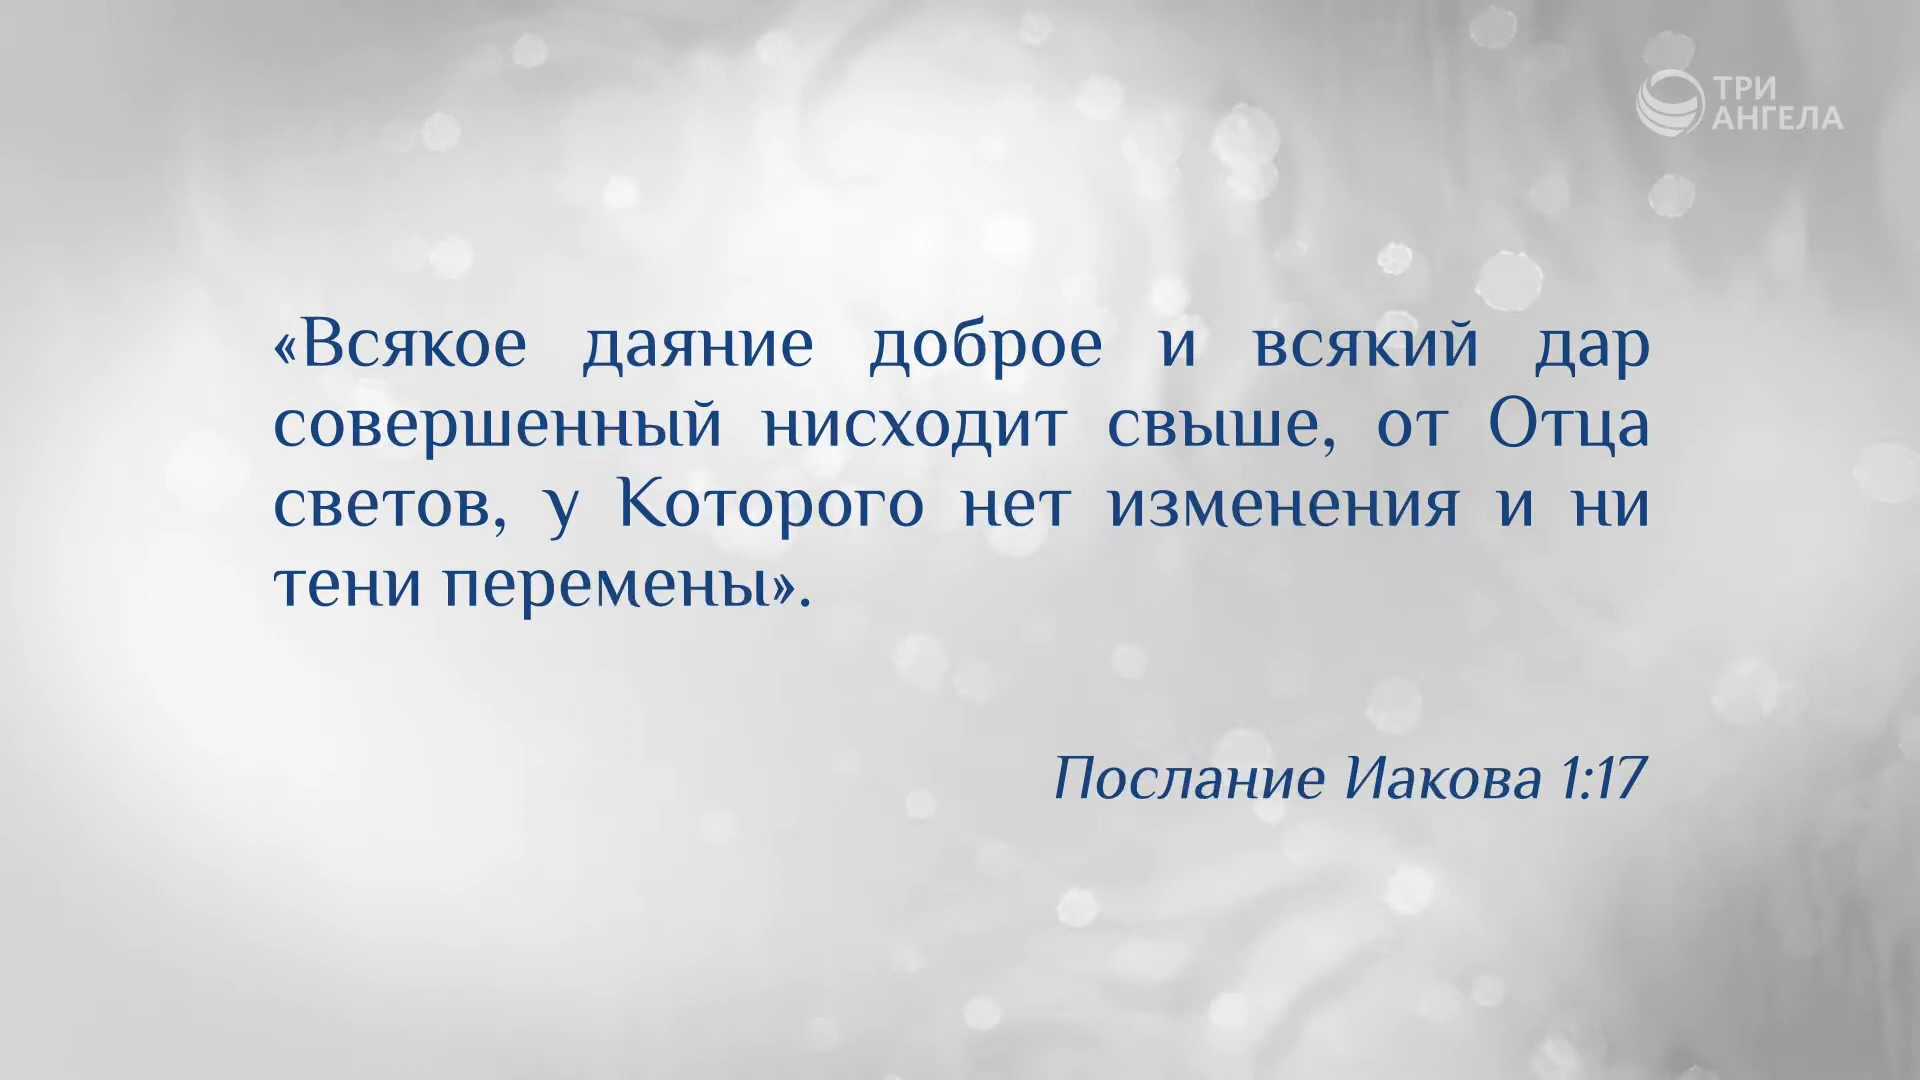 ТРИ
АНГЕЛА
«Всякое даяние доброе и всякий дар
совершенный нисходит свыше, от Отца
светов, у Которого нет изменения и ни
тени перемены».
Послание Иакова 1:17